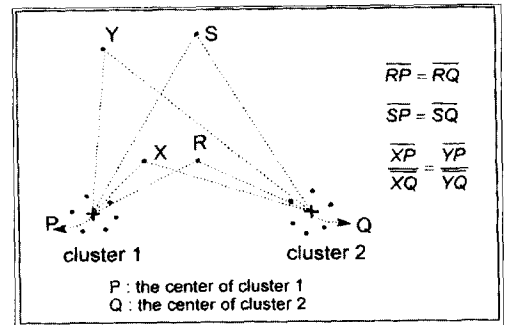 Y S
RP = RQ
SP = SQ
X R
XP/XQ = YP/YQ
P Q
cluster 1 cluster 2
P : the center of cluster 1
Q : the center of cluster 2